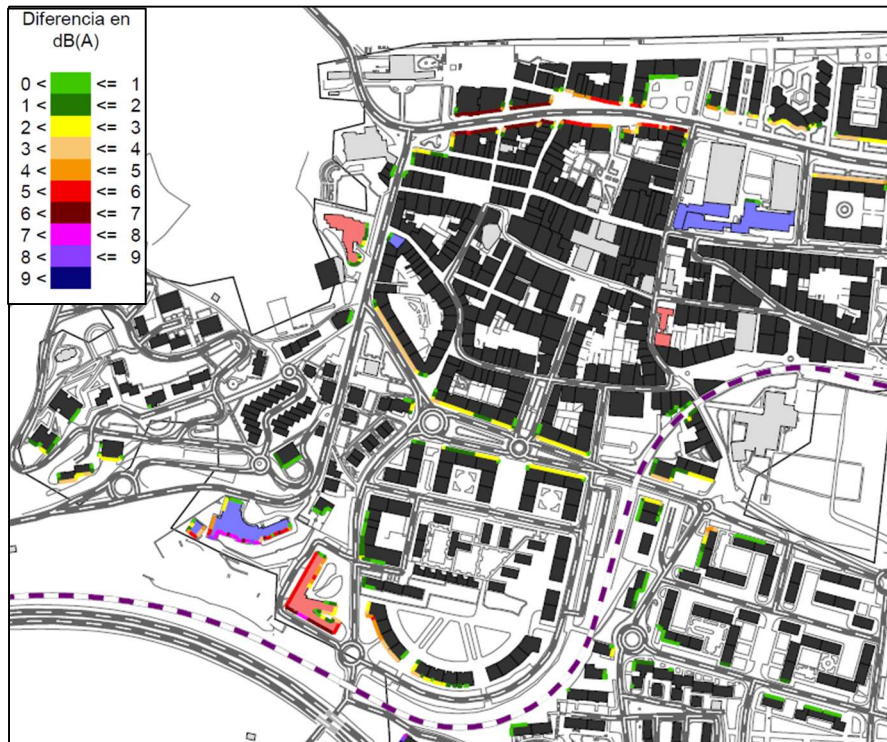 Diferencia en
dB(A)
0 < <= 1
1 < <= 2
2 < <= 3
3 < <= 4
4 < <= 5
5 < <= 6
6 < <= 7
7 < <= 8
8 < <= 9
9 <